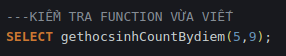 ---KIỂM TRA FUNCTION VỪA VIẾT
SELECT gethocsinhCountBydiem(5,9);